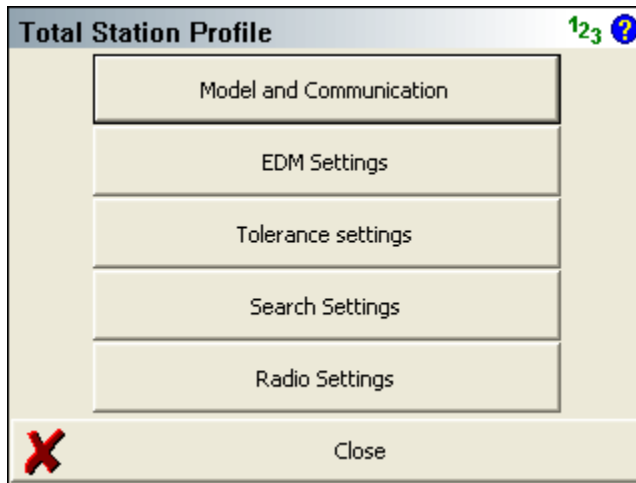 Total Station Profile 123 ?
Model and Communication
EDM Settings
Tolerance settings
Search Settings
Radio Settings
Close